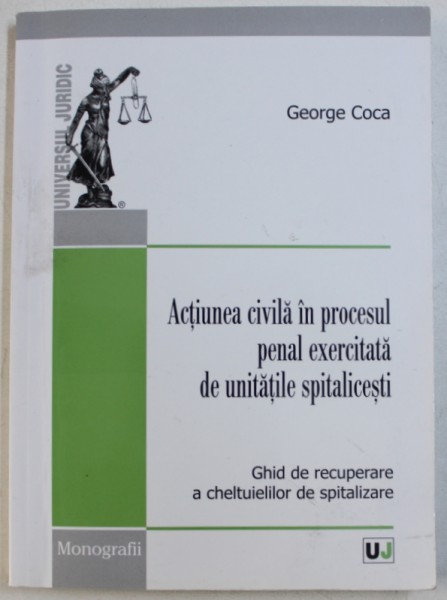 UNIVERSUL JURIDIC
®
George Coca
Acțiunea civilă în procesul
penal exercitată
de unitățile spitalicești
Ghid de recuperare
a cheltuielilor de spitalizare
Monografii
UJ